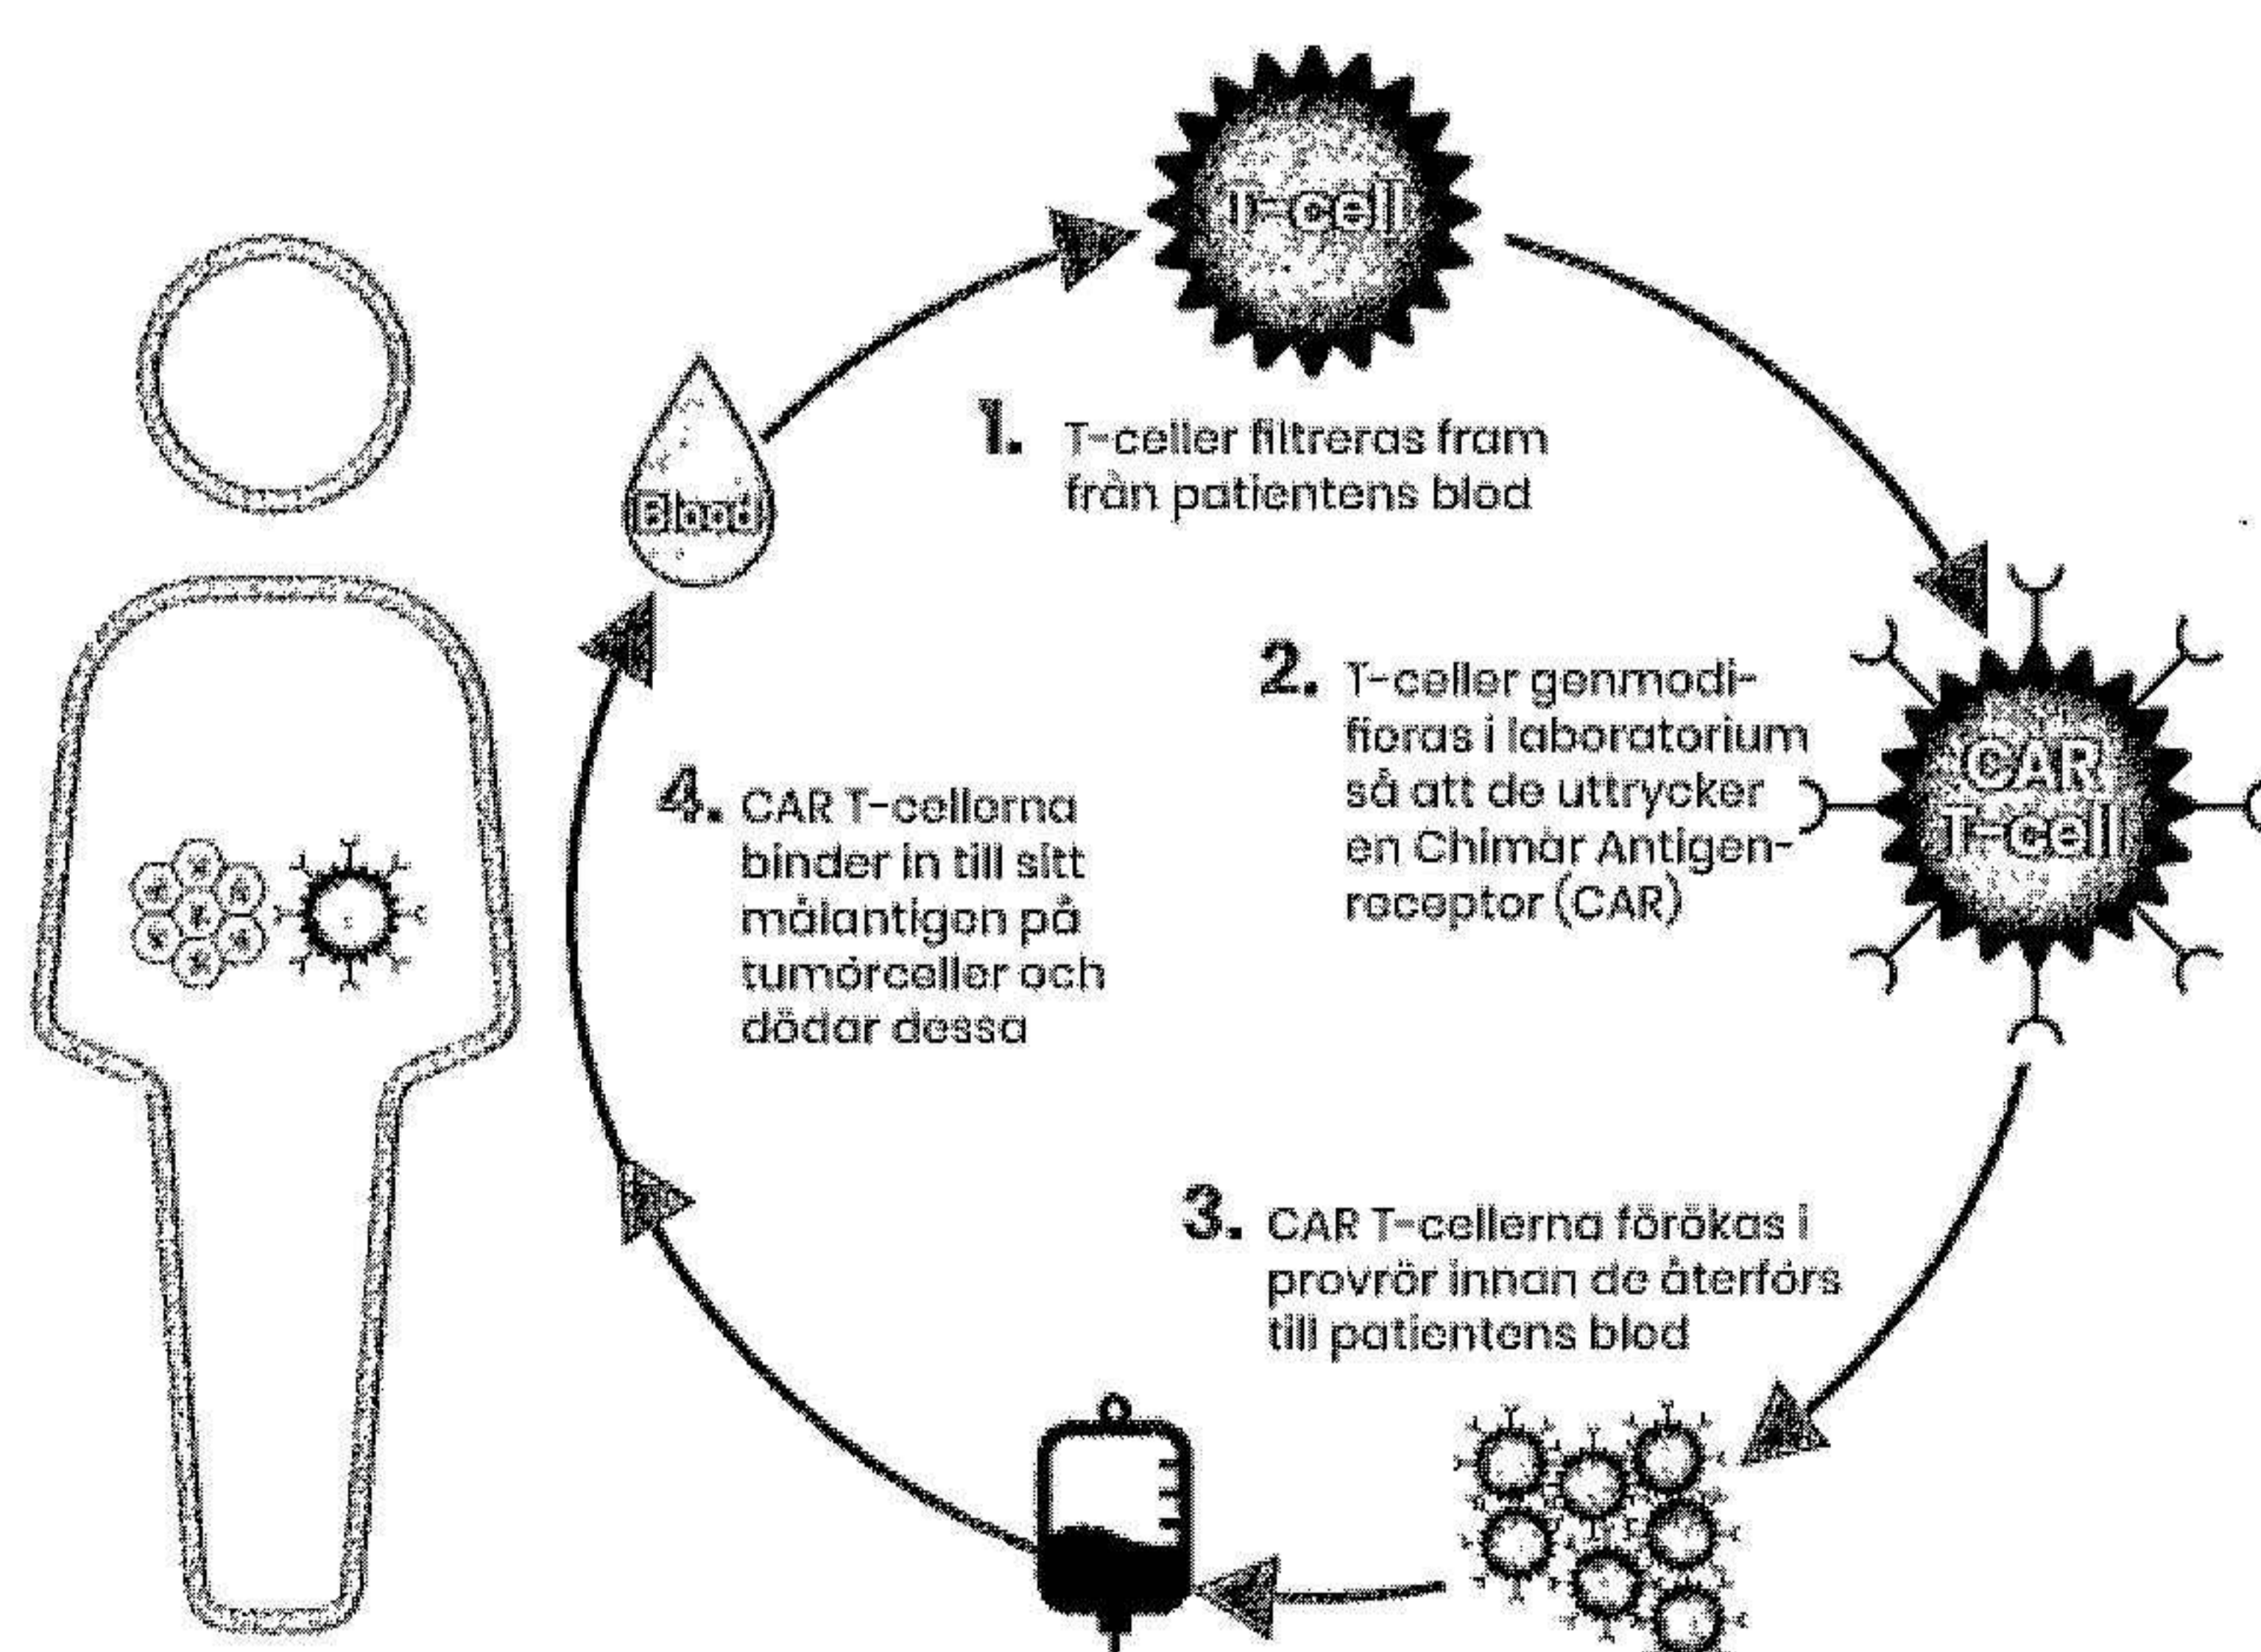 T-cell
Blood
1. T-celler filtreras fram
från patientens blod
2. T-celler genmodi-
fieras i laboratorium
så att de uttrycker
en Chimär Antigen-
receptor (CAR)
CAR
T-cell
4. CAR T-cellerna
binder in till sitt
målantigen på
tumörceller och
dödar dessa
3. CAR T-cellerna förökas i
provrör innan de återförs
till patientens blod